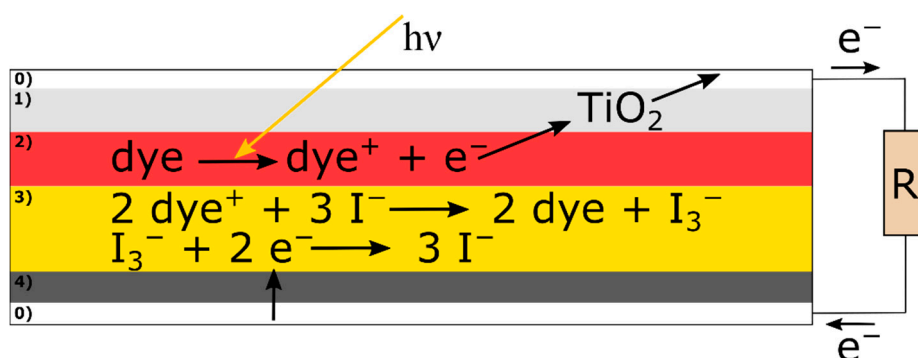 hν
e⁻
0)
1)
TiO₂
2)
dye ⟶ dye⁺ + e⁻
R
3)
2 dye⁺ + 3 I⁻ ⟶ 2 dye + I₃⁻
I₃⁻ + 2 e⁻ ⟶ 3 I⁻
4)
0)
e⁻